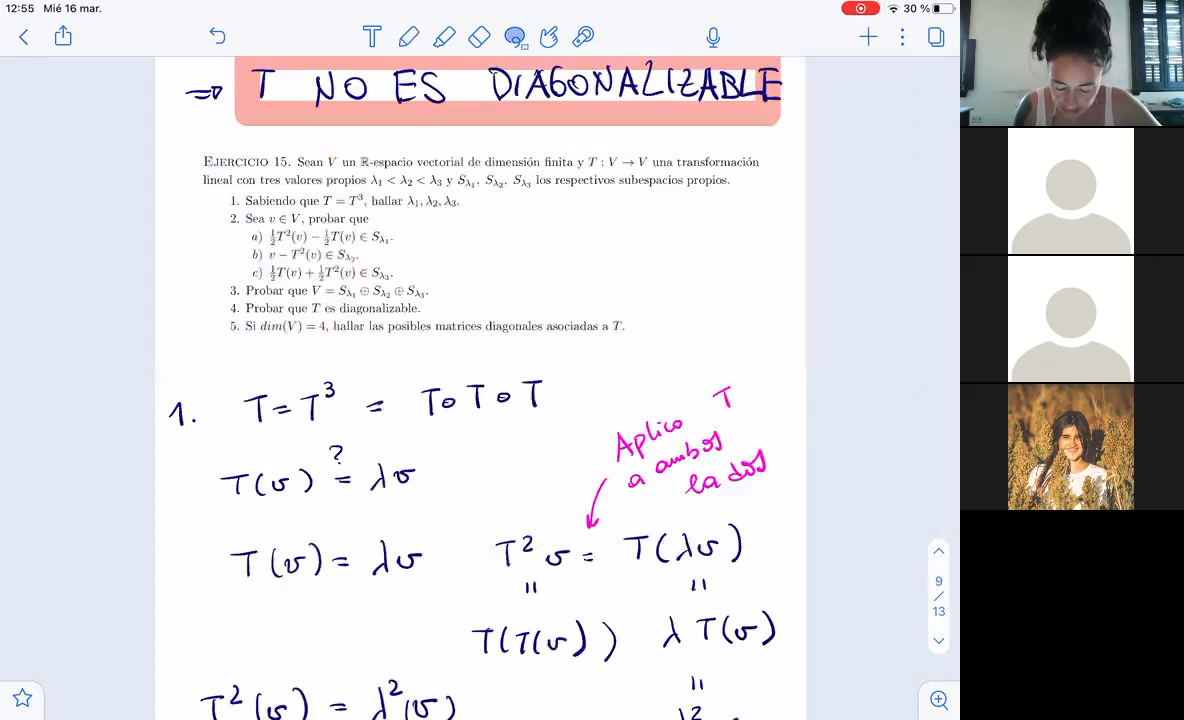 12:55 Mié 16 mar.
30 %
⇒ T NO ES DIAGONALIZABLE
EJERCICIO 15. Sean V un ℝ-espacio vectorial de dimensión finita y T : V → V una transformación
lineal con tres valores propios λ₁ < λ₂ < λ₃ y S_λ₁, S_λ₂, S_λ₃ los respectivos subespacios propios.
1. Sabiendo que T = T³, hallar λ₁, λ₂, λ₃.
2. Sea v ∈ V, probar que
a) ½T²(v) − ½T(v) ∈ S_λ₁.
b) v − T²(v) ∈ S_λ₂.
c) ½T(v) + ½T²(v) ∈ S_λ₃.
3. Probar que V = S_λ₁ ⊕ S_λ₂ ⊕ S_λ₃.
4. Probar que T es diagonalizable.
5. Si dim(V) = 4, hallar las posibles matrices diagonales asociadas a T.
1. T = T³ = T∘T∘T
Aplico T
a ambos
lados
T(v) ≟ λv
T(v) = λv
T²v = T(λv)
" "
T(T(v)) λ T(v)
"
T²(v) = λ²(v)
λ²
9
/
13